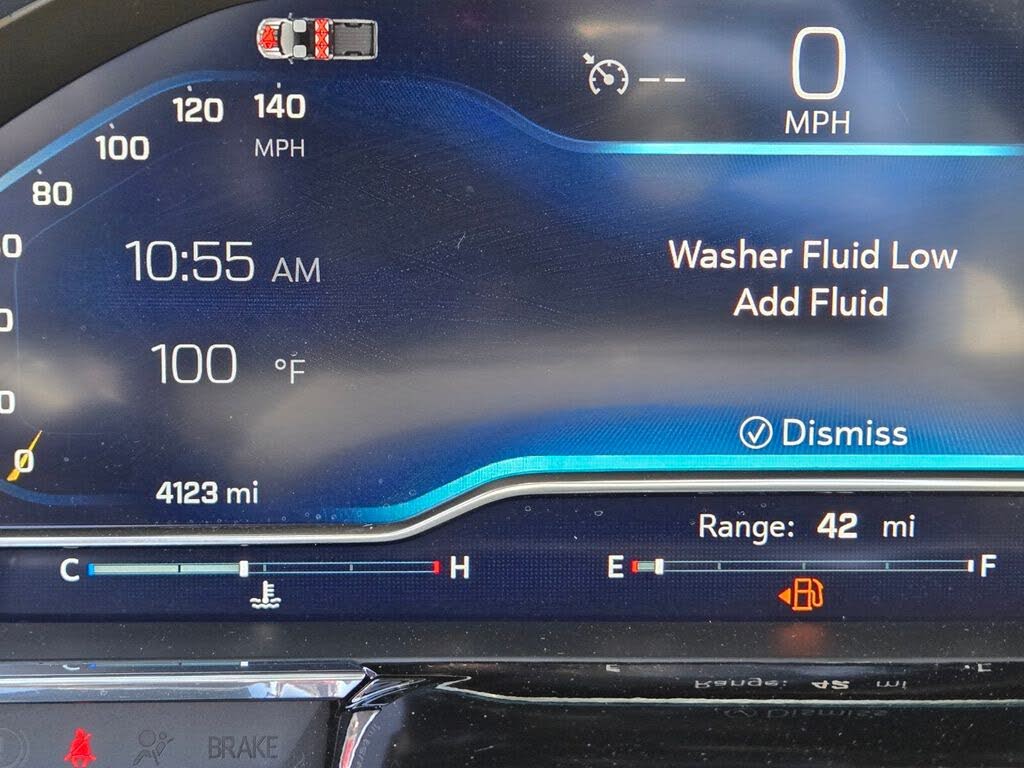 120 140
100 MPH
80
0
MPH
10:55 AM
100 °F
0
4123 mi
Washer Fluid Low
Add Fluid
Dismiss
Range: 42 mi
C H
E F
BRAKE